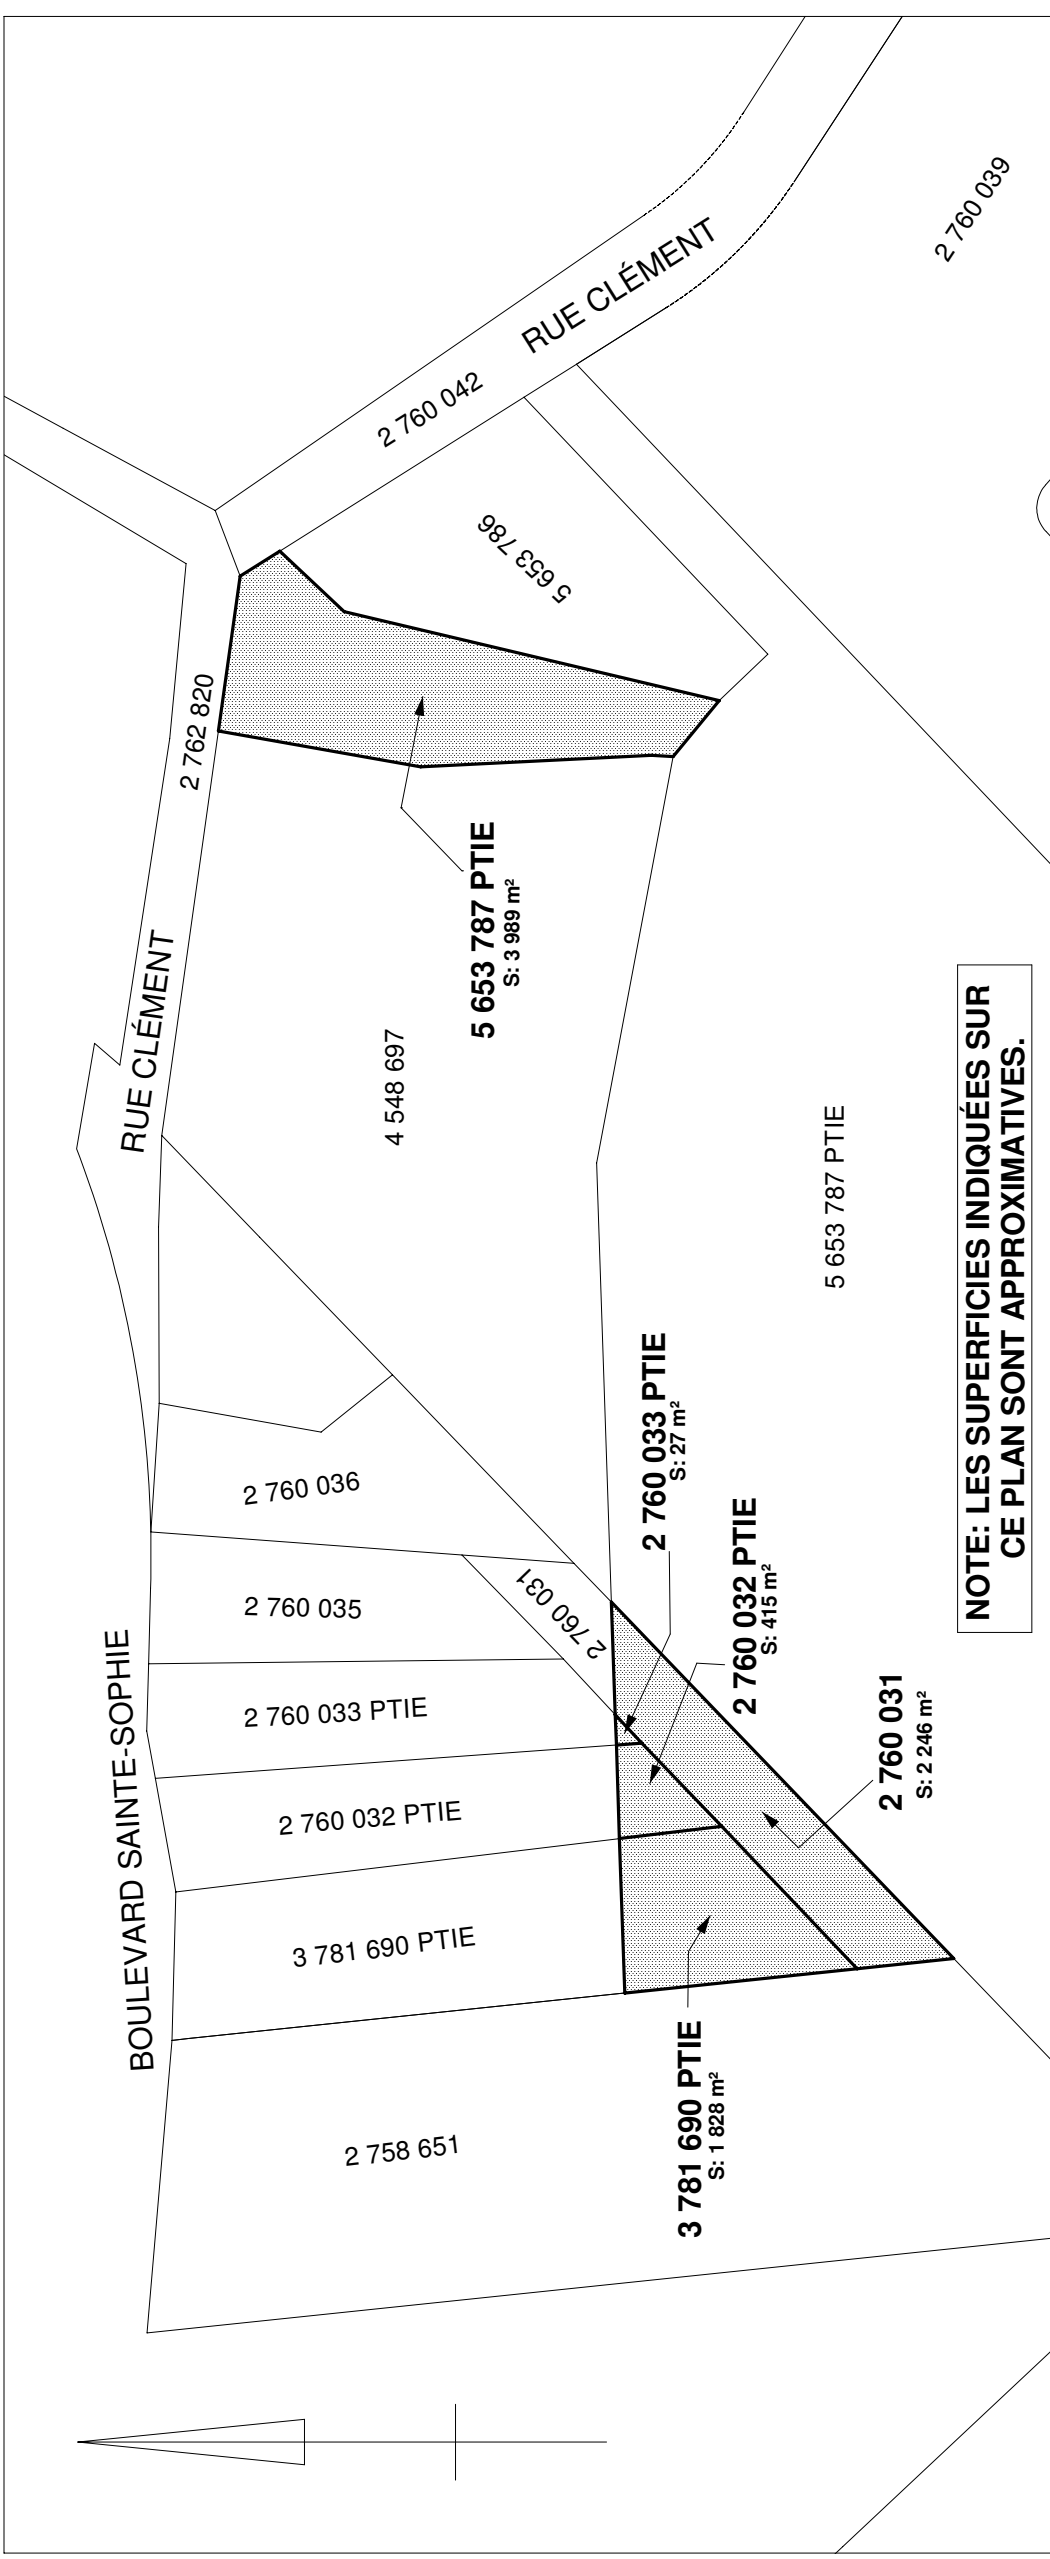 BOULEVARD SAINTE-SOPHIE
RUE CLÉMENT
2 762 820
2 760 042
RUE CLÉMENT
2 760 039
2 758 651
3 781 690 PTIE
2 760 032 PTIE
2 760 033 PTIE
2 760 035
2 760 036
2 760 031
4 548 697
5 653 786
5 653 787 PTIE
S: 3 989 m²
3 781 690 PTIE
S: 1 828 m²
2 760 031
S: 2 246 m²
2 760 032 PTIE
S: 415 m²
2 760 033 PTIE
S: 27 m²
5 653 787 PTIE
NOTE: LES SUPERFICIES INDIQUÉES SUR
CE PLAN SONT APPROXIMATIVES.